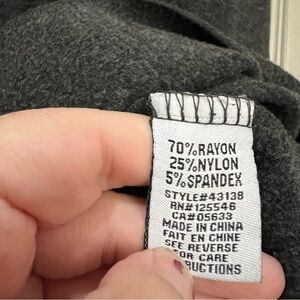 70%RAYON
25%NYLON
5%SPANDEX
STYLE#43138
RN#125546
CA#05633
MADE IN CHINA
FAIT EN CHINE
SEE REVERSE
FOR CARE